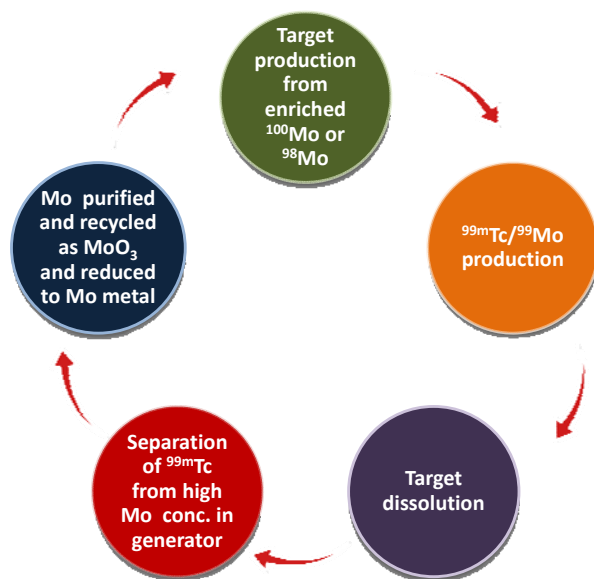 Target
production
from
enriched
¹⁰⁰Mo or
⁹⁸Mo
⁹⁹ᵐTc/⁹⁹Mo
production
Target
dissolution
Separation
of ⁹⁹ᵐTc
from high
Mo conc. in
generator
Mo purified
and recycled
as MoO₃
and reduced
to Mo metal